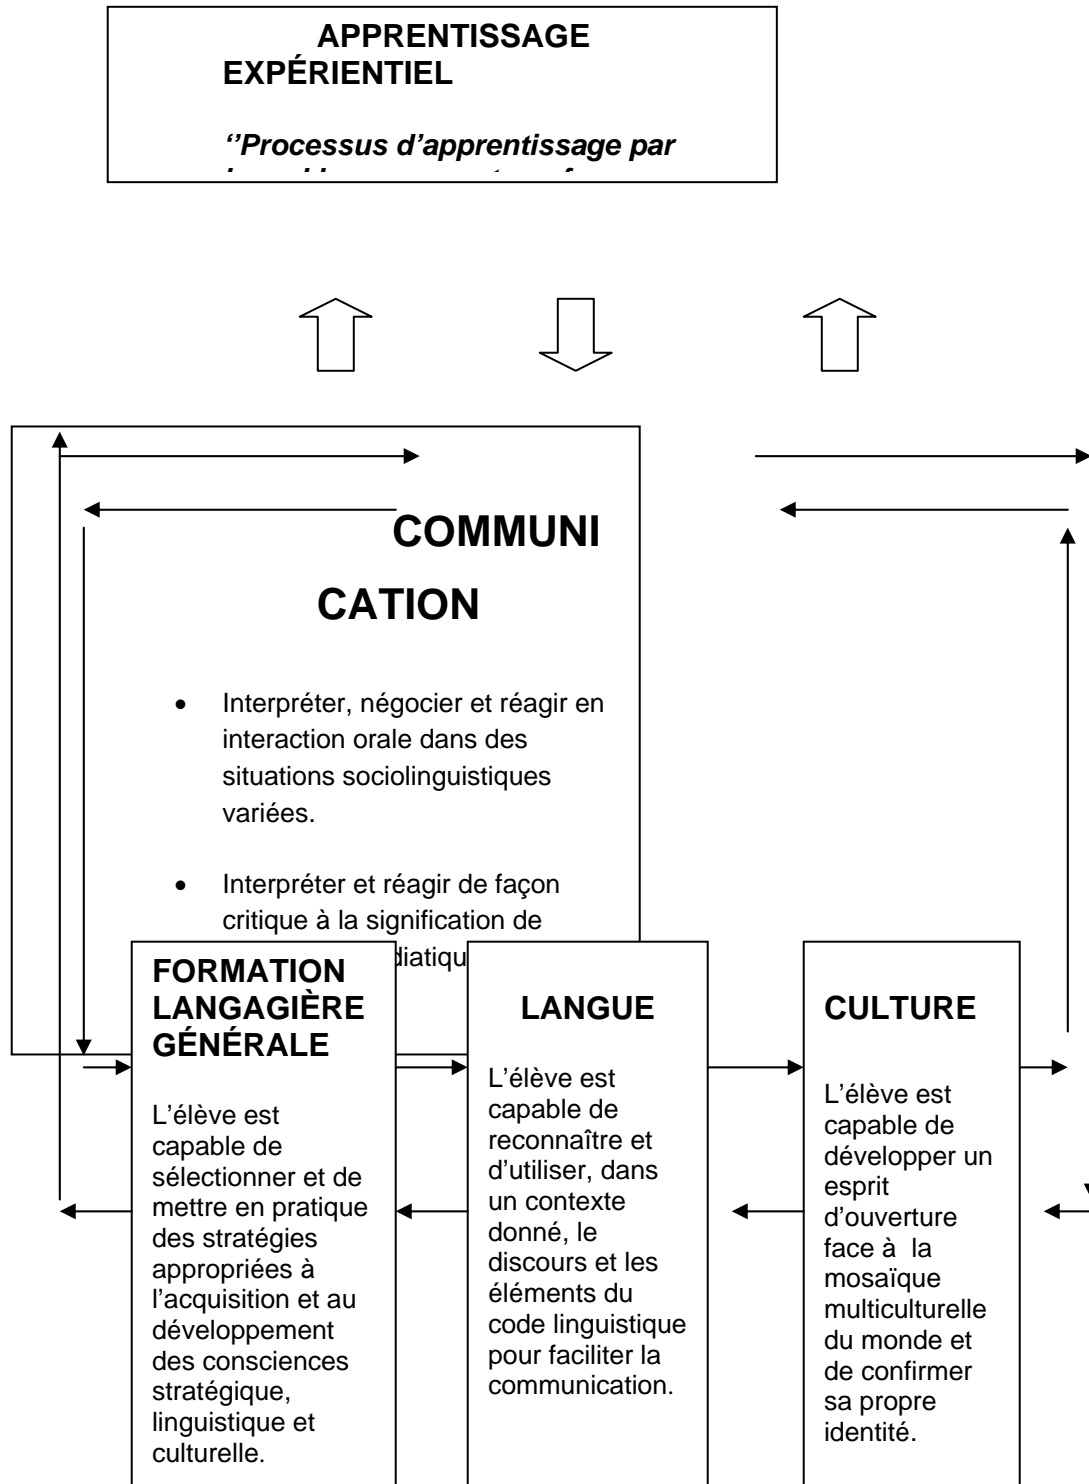 APPRENTISSAGE
EXPÉRIENTIEL
‘’Processus d’apprentissage par
COMMUNI
CATION
• Interpréter, négocier et réagir en
interaction orale dans des
situations sociolinguistiques
variées.
• Interpréter et réagir de façon
critique à la signification de
diatiqu
FORMATION
LANGAGIÈRE
GÉNÉRALE
L’élève est
capable de
sélectionner et de
mettre en pratique
des stratégies
appropriées à
l’acquisition et au
développement
des consciences
stratégique,
linguistique et
culturelle.
LANGUE
L’élève est
capable de
reconnaître et
d’utiliser, dans
un contexte
donné, le
discours et les
éléments du
code linguistique
pour faciliter la
communication.
CULTURE
L’élève est
capable de
développer un
esprit
d'ouverture
face à  la
mosaïque
multiculturelle
du monde et
de confirmer
sa propre
identité.